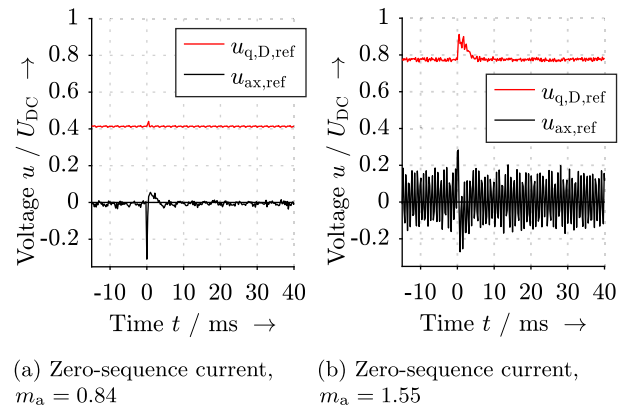 1
0.8
0.6
0.4
0.2
0
-0.2
Voltage u / U_DC →
u_q,D,ref
u_ax,ref
-10 0 10 20 30 40
Time t / ms →
(a) Zero-sequence current,
m_a = 0.84
1
0.8
0.6
0.4
0.2
0
-0.2
Voltage u / U_DC →
u_q,D,ref
u_ax,ref
-10 0 10 20 30 40
Time t / ms →
(b) Zero-sequence current,
m_a = 1.55